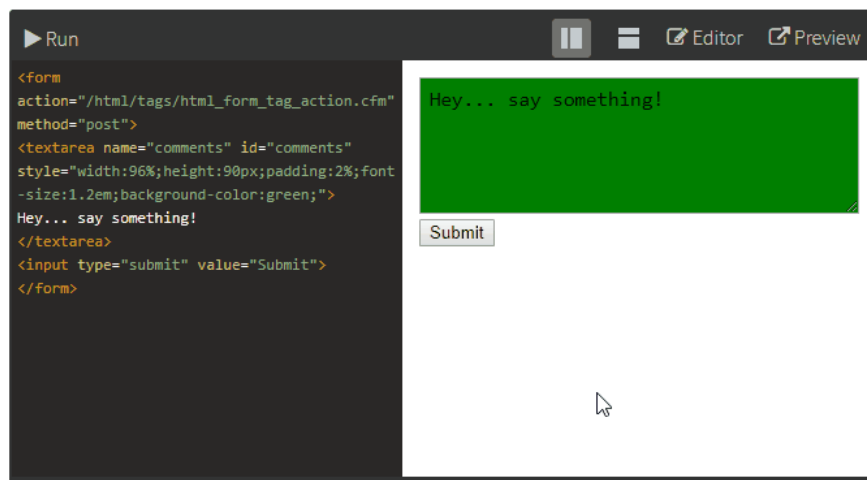 Run
Editor
Preview
<form
action="/html/tags/html_form_tag_action.cfm"
method="post">
<textarea name="comments" id="comments"
style="width:96%;height:90px;padding:2%;font
-size:1.2em;background-color:green;">
Hey... say something!
</textarea>
<input type="submit" value="Submit">
</form>
Hey... say something!
Submit